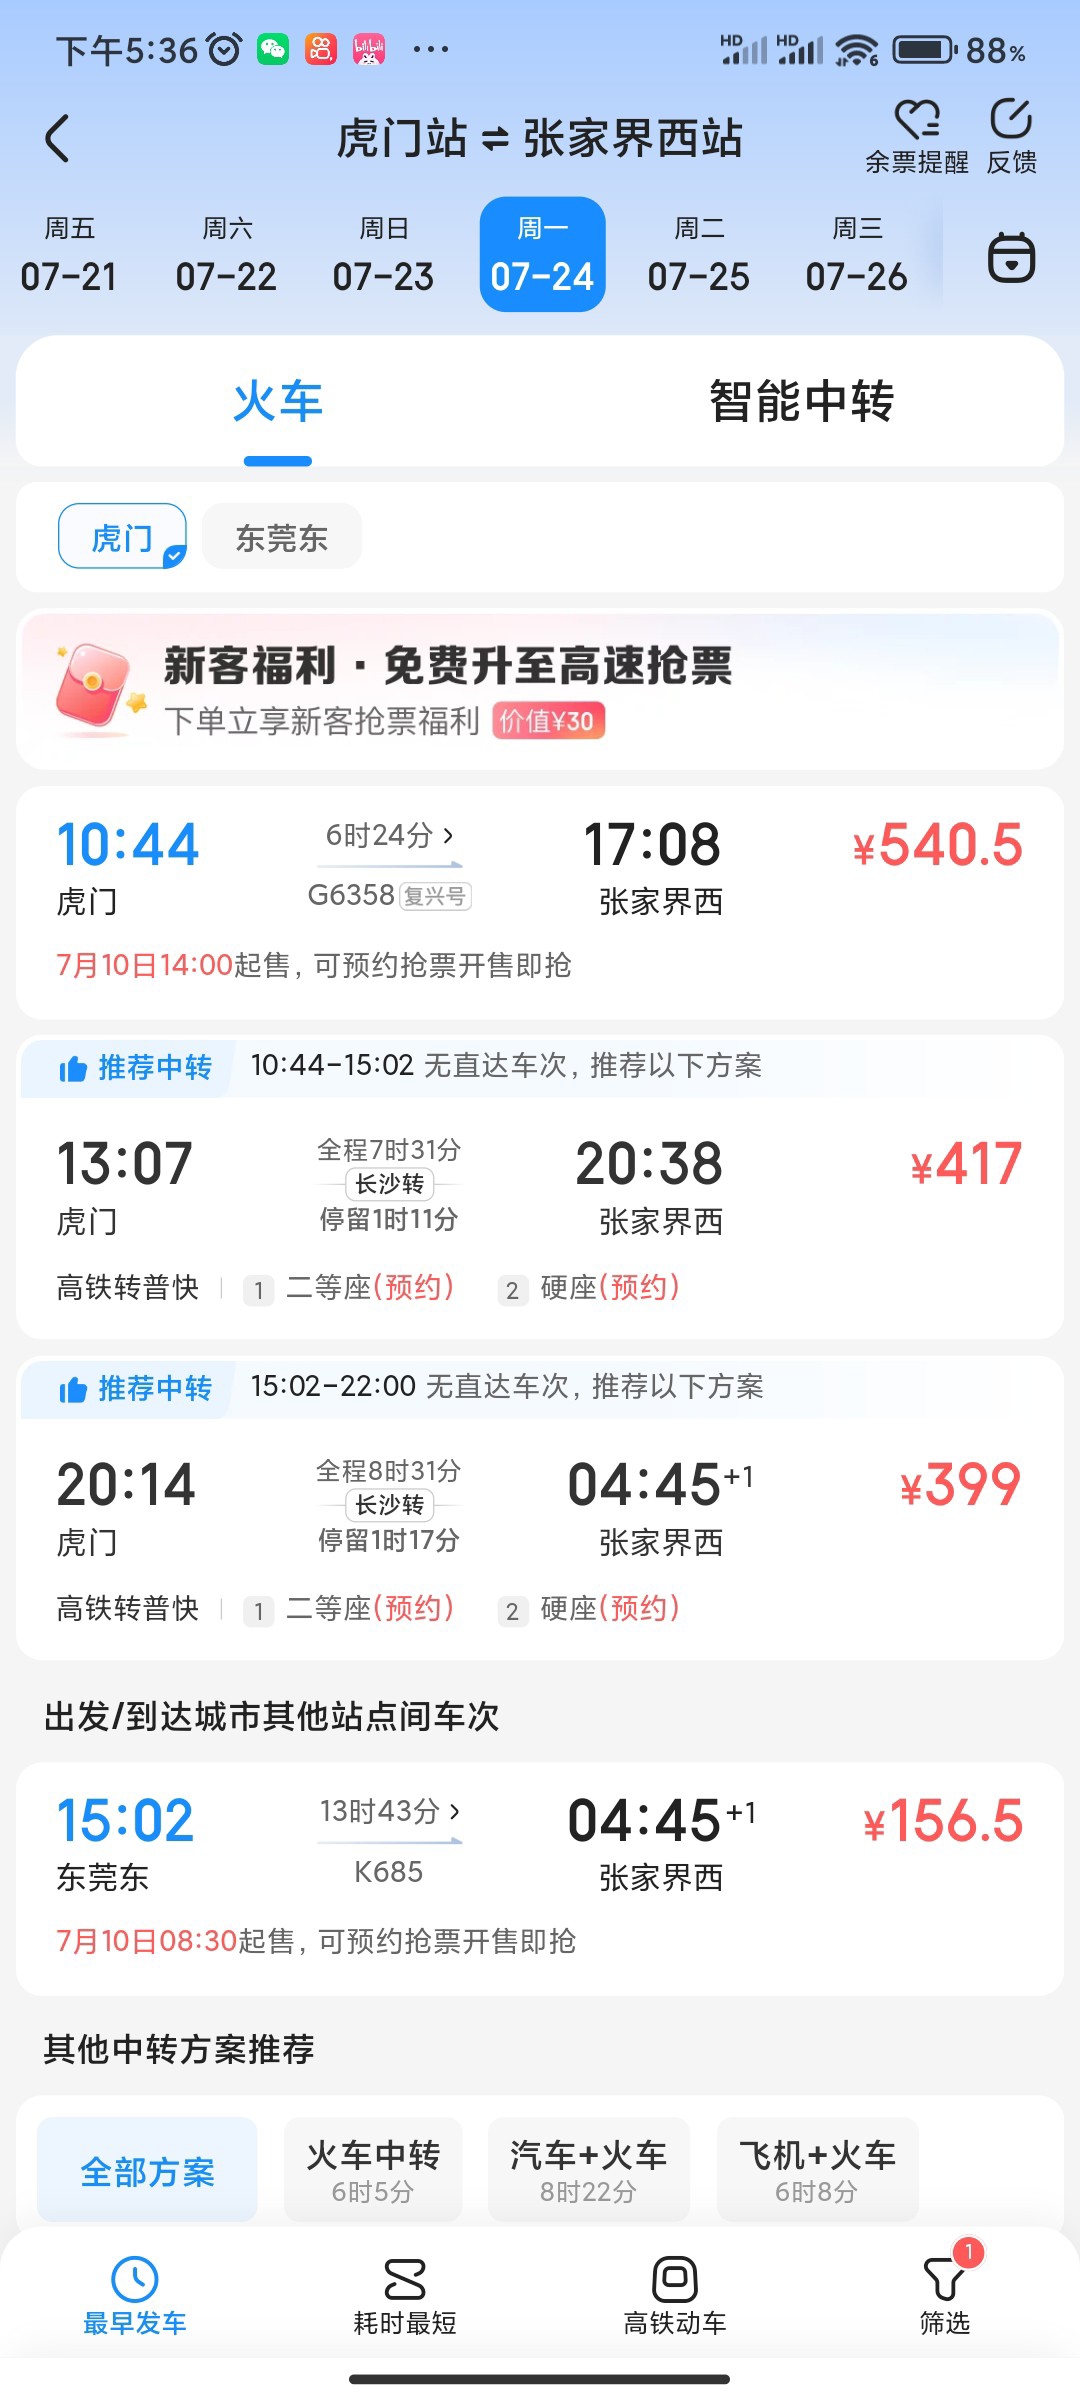 下午5:36 bilibili ··· HD HD 6 88%
虎门站 ⇌ 张家界西站
余票提醒 反馈
周五 周六 周日 周一 周二 周三
07-21 07-22 07-23 07-24 07-25 07-26
火车 智能中转
虎门 东莞东
新客福利 · 免费升至高速抢票
下单立享新客抢票福利 价值¥30
10:44 6时24分 > 17:08 ¥540.5
虎门 G6358 复兴号 张家界西
7月10日14:00起售, 可预约抢票开售即抢
推荐中转 10:44-15:02 无直达车次, 推荐以下方案
13:07 全程7时31分 20:38 ¥417
长沙转
虎门 停留1时11分 张家界西
高铁转普快 | 1 二等座(预约) 2 硬座(预约)
推荐中转 15:02-22:00 无直达车次, 推荐以下方案
20:14 全程8时31分 04:45+1 ¥399
长沙转
虎门 停留1时17分 张家界西
高铁转普快 | 1 二等座(预约) 2 硬座(预约)
出发/到达城市其他站点间车次
15:02 13时43分 > 04:45+1 ¥156.5
东莞东 K685 张家界西
7月10日08:30起售, 可预约抢票开售即抢
其他中转方案推荐
全部方案 火车中转 汽车+火车 飞机+火车
6时5分 8时22分 6时8分
1
最早发车 耗时最短 高铁动车 筛选